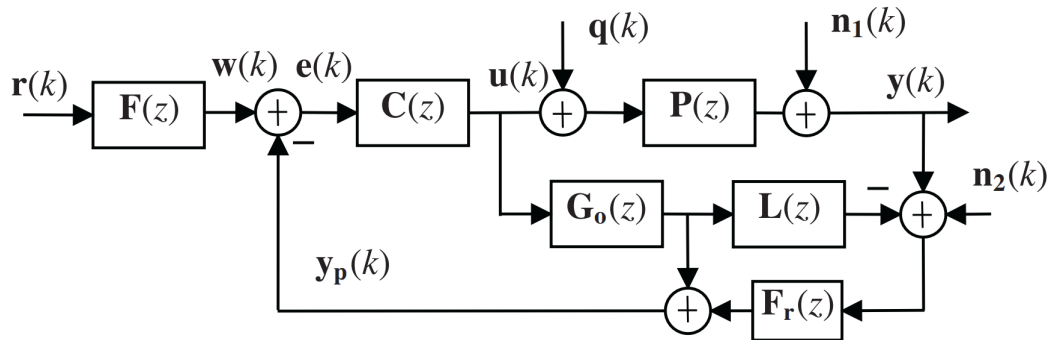 q(k)
n₁(k)
r(k)
w(k)
e(k)
u(k)
y(k)
F(z)
+
C(z)
+
P(z)
+
−
n₂(k)
G₀(z)
L(z)
−
+
yₚ(k)
+
Fᵣ(z)